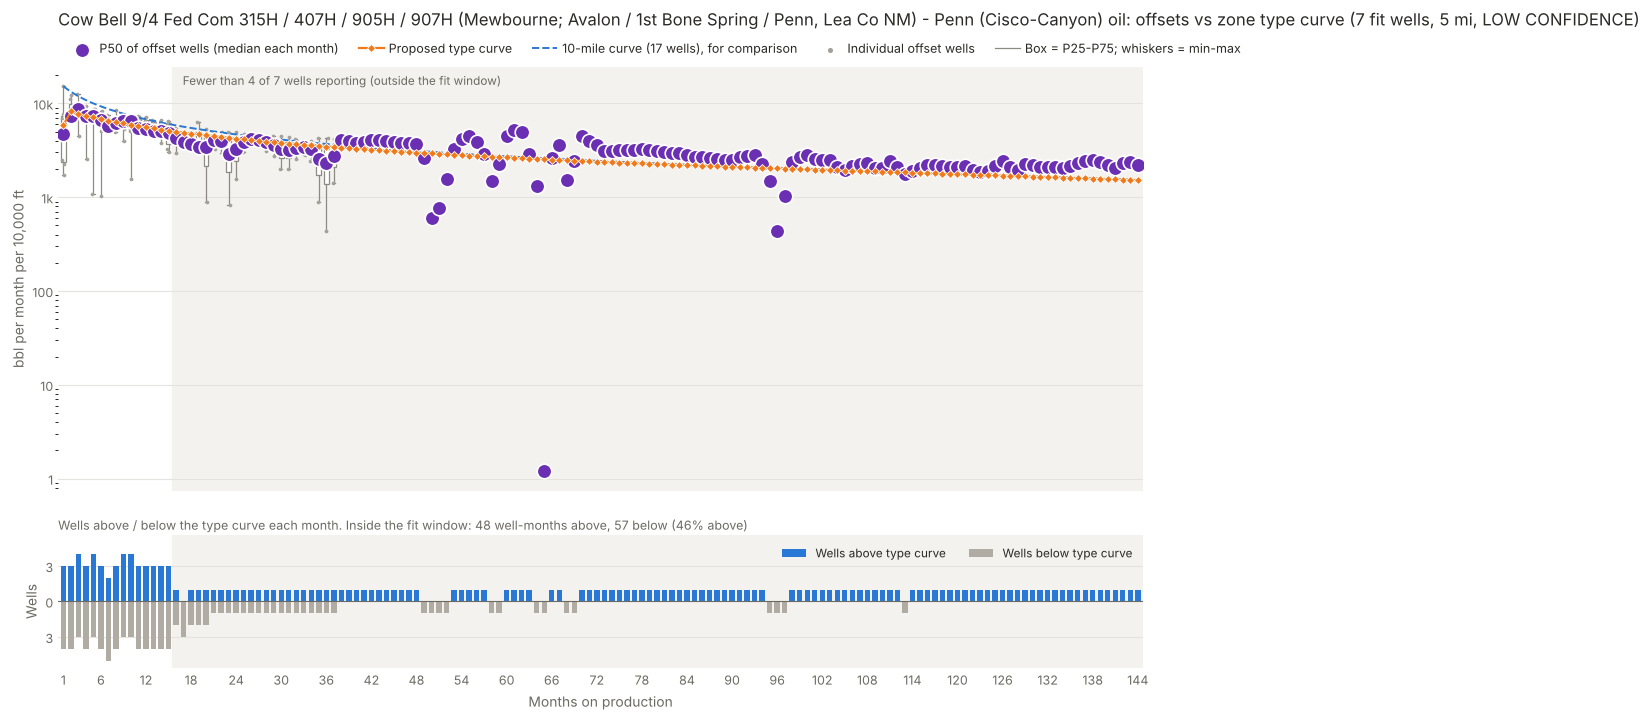 Cow Bell 9/4 Fed Com 315H / 407H / 905H / 907H (Mewbourne; Avalon / 1st Bone Spring / Penn, Lea Co NM) - Penn (Cisco-Canyon) oil: offsets vs zone type curve (7 fit wells, 5 mi, LOW CONFIDENCE)
P50 of offset wells (median each month) Proposed type curve 10-mile curve (17 wells), for comparison Individual offset wells Box = P25-P75; whiskers = min-max
Fewer than 4 of 7 wells reporting (outside the fit window)
10k
1k
100
10
1
bbl per month per 10,000 ft
Wells above / below the type curve each month. Inside the fit window: 48 well-months above, 57 below (46% above)
Wells above type curve Wells below type curve
3
0
3
Wells
1 6 12 18 24 30 36 42 48 54 60 66 72 78 84 90 96 102 108 114 120 126 132 138 144
Months on production